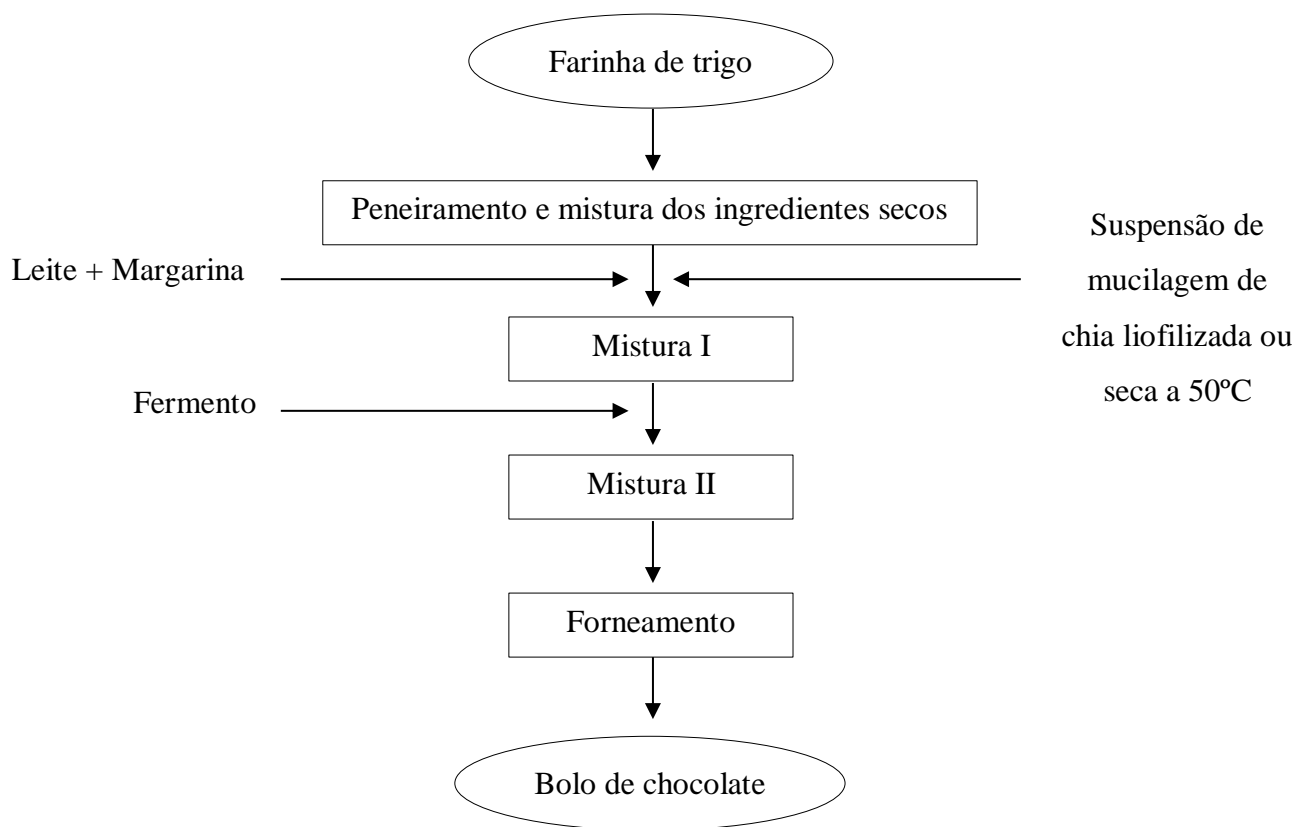 Farinha de trigo
Peneiramento e mistura dos ingredientes secos
Leite + Margarina
Suspensão de
mucilagem de
chia liofilizada ou
seca a 50ºC
Mistura I
Fermento
Mistura II
Forneamento
Bolo de chocolate